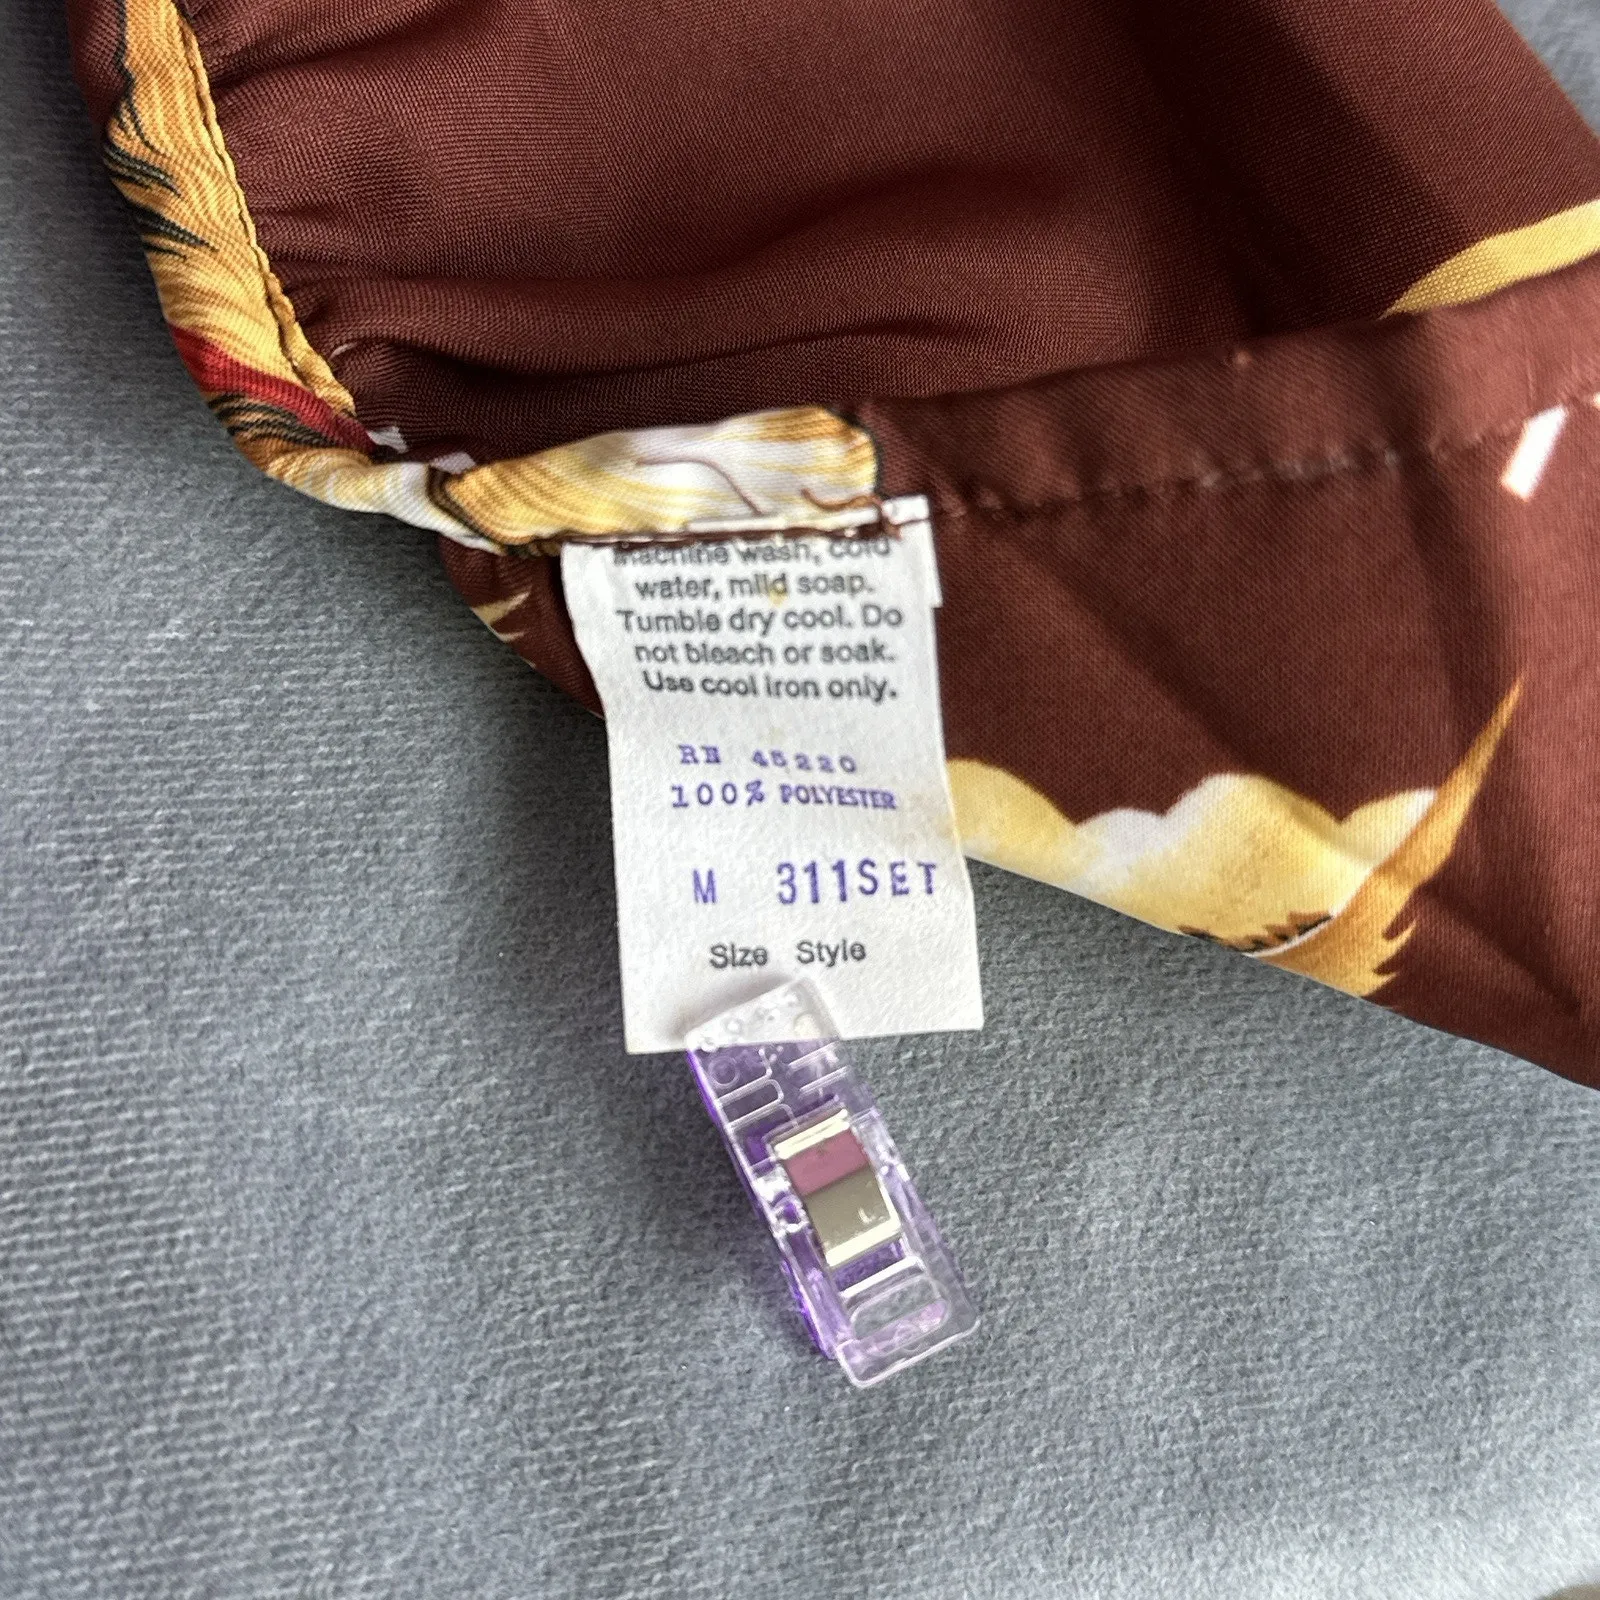 Machine wash, cold
water, mild soap.
Tumble dry cool. Do
not bleach or soak.
Use cool iron only.
RN 45220
100% POLYESTER
M 311SET
Size Style